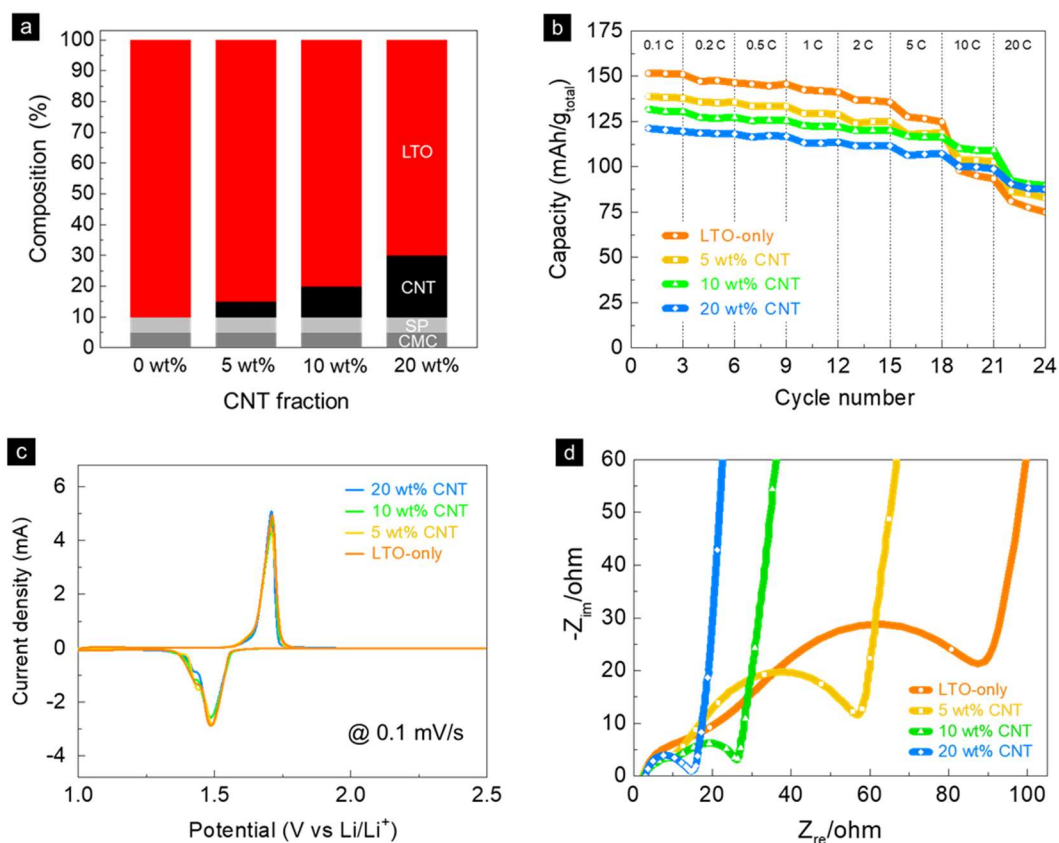 a
100
90
80
70
60
50
40
30
20
10
0
Composition (%)
LTO
CNT
SP
CMC
0 wt% 5 wt% 10 wt% 20 wt%
CNT fraction
b
175
150
125
100
75
50
25
0
Capacity (mAh/g_total)
0.1 C 0.2 C 0.5 C 1 C 2 C 5 C 10 C 20 C
LTO-only
5 wt% CNT
10 wt% CNT
20 wt% CNT
0 3 6 9 12 15 18 21 24
Cycle number
c
6
4
2
0
-2
-4
Current density (mA)
20 wt% CNT
10 wt% CNT
5 wt% CNT
LTO-only
@ 0.1 mV/s
1.0 1.5 2.0 2.5
Potential (V vs Li/Li⁺)
d
60
50
40
30
20
10
0
-Z_im/ohm
LTO-only
5 wt% CNT
10 wt% CNT
20 wt% CNT
0 20 40 60 80 100
Z_re/ohm